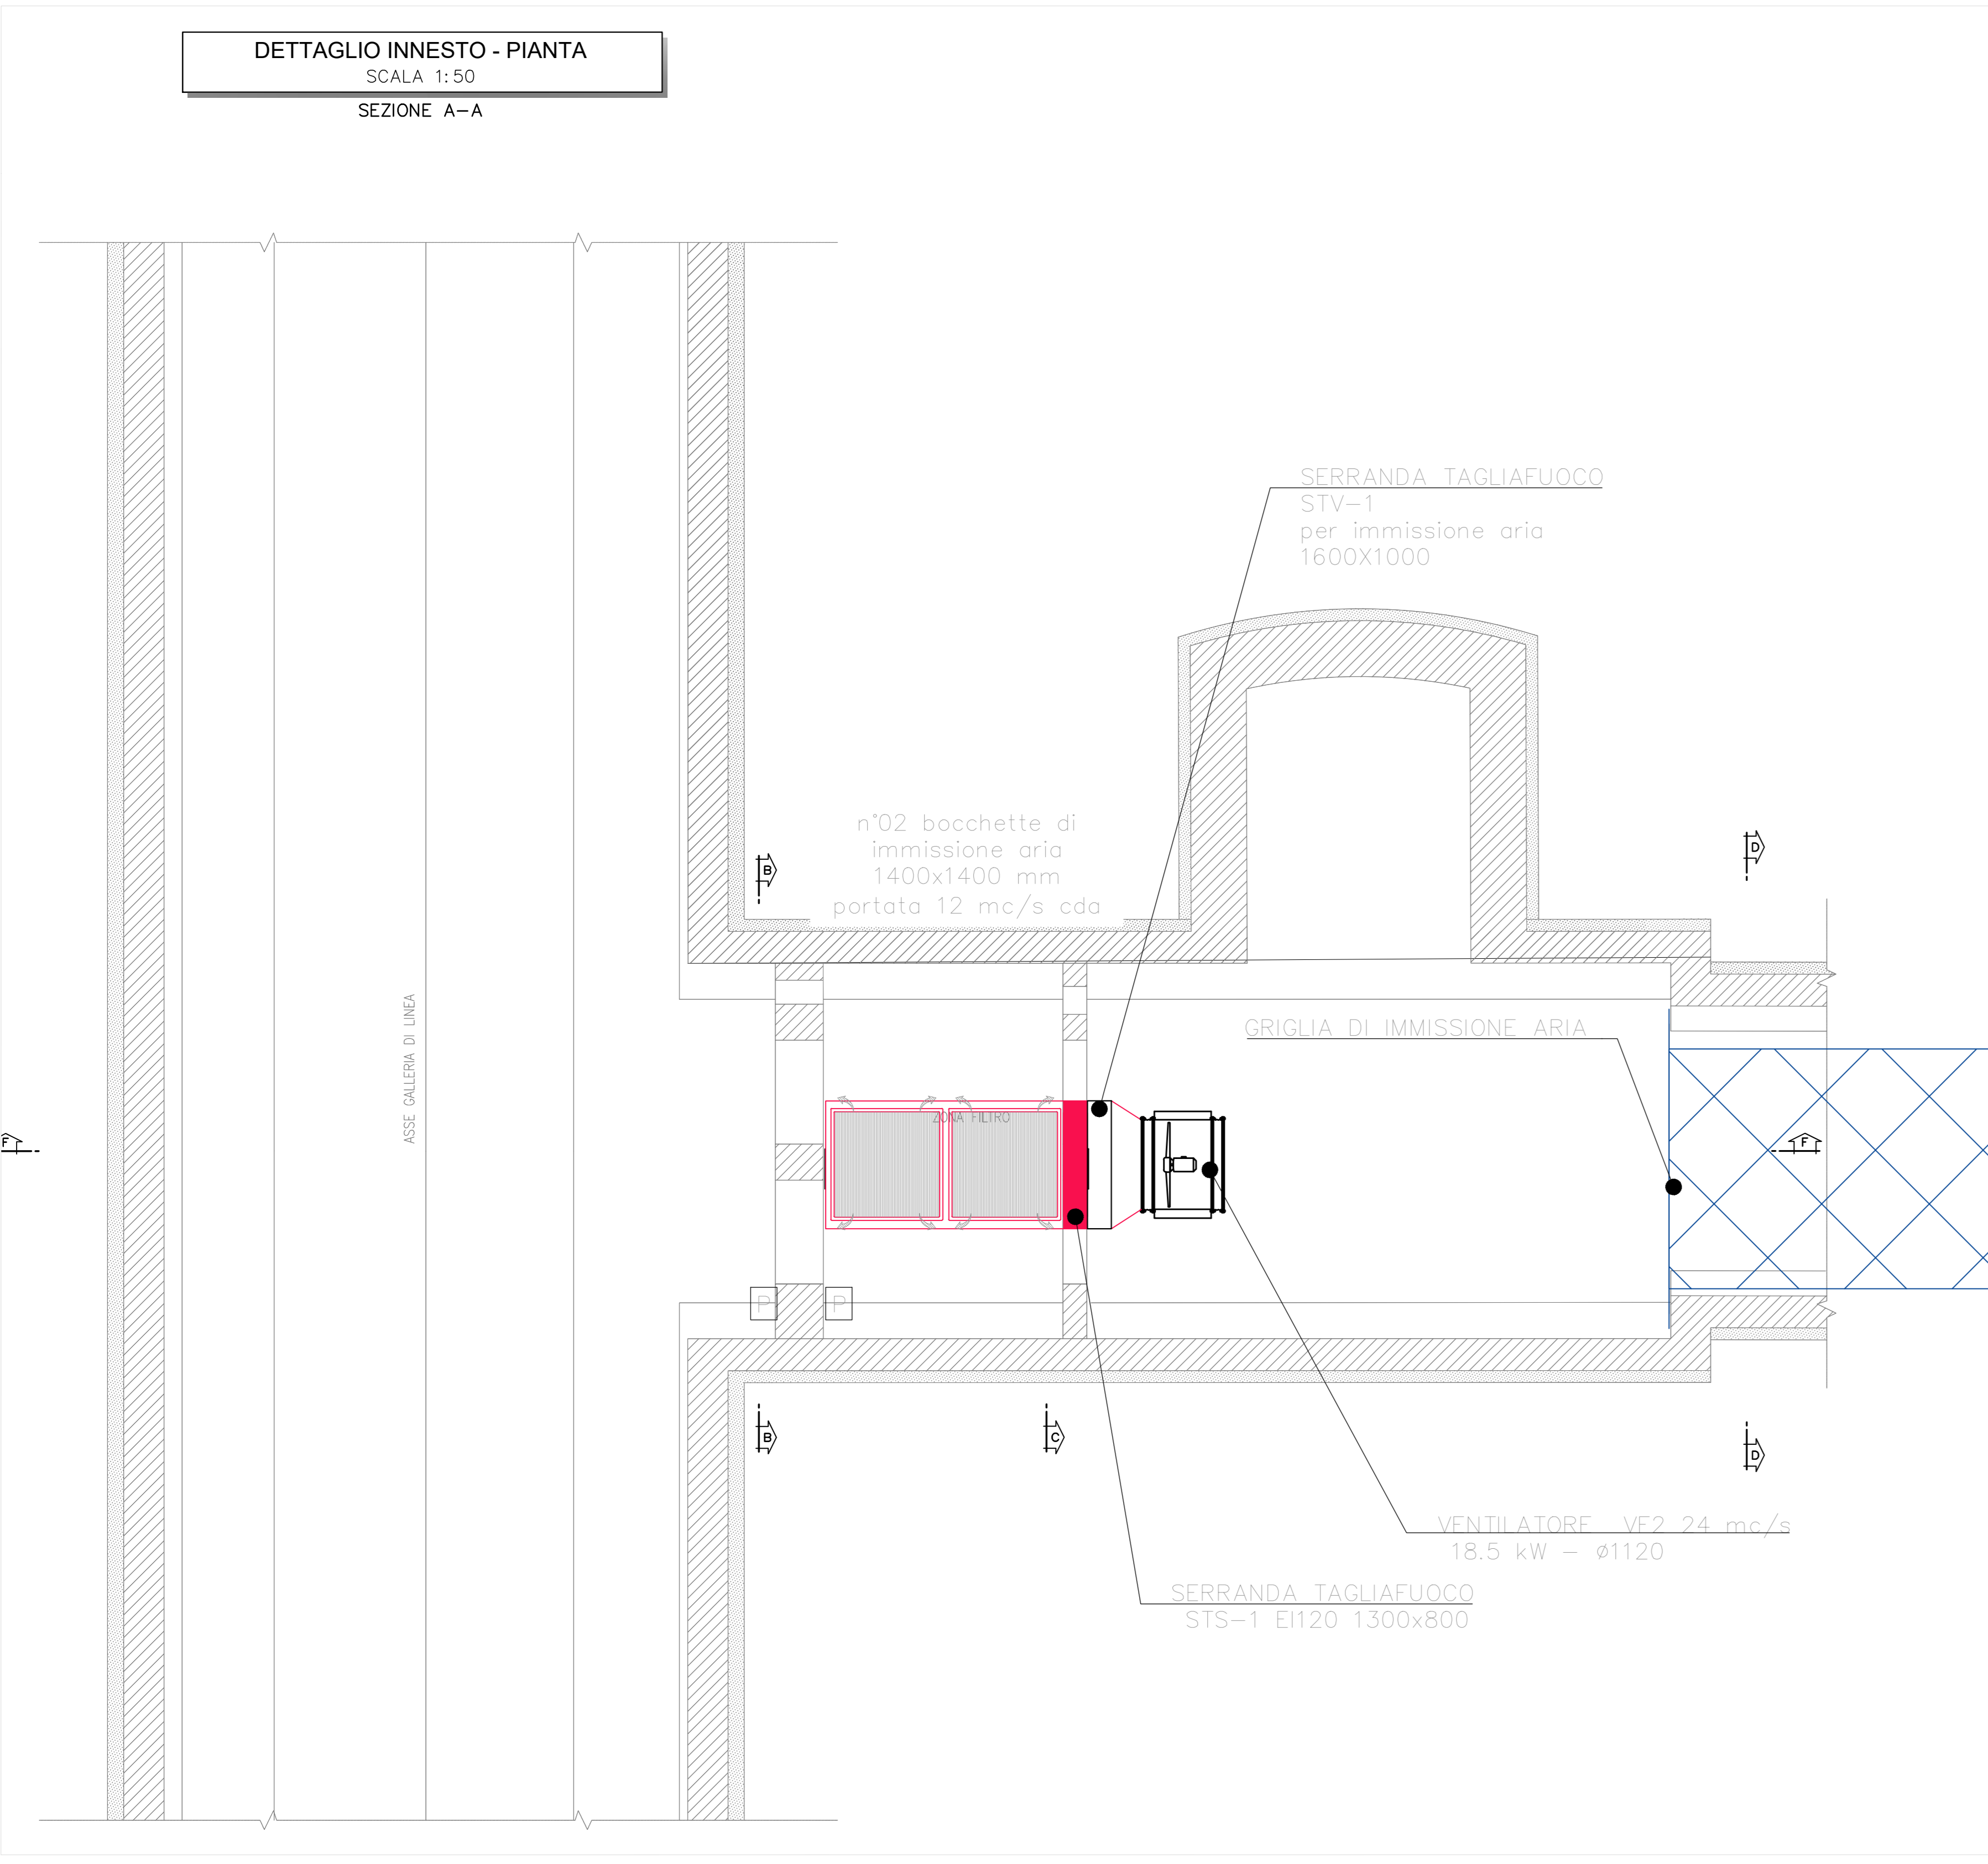 DETTAGLIO INNESTO - PIANTA
SCALA 1:50
SEZIONE A-A
SERRANDA TAGLIAFUOCO
STV-1
per immissione aria
1600X1000
n°02 bocchette di
immissione aria
1400x1400 mm
portata 12 mc/s cda
B
D
ASSE GALLERIA DI LINEA
GRIGLIA DI IMMISSIONE ARIA
ZONA FILTRO
F
F
P
P
B
C
D
VENTILATORE VF2 24 mc/s
18.5 kW - ø1120
SERRANDA TAGLIAFUOCO
STS-1 EI120 1300x800